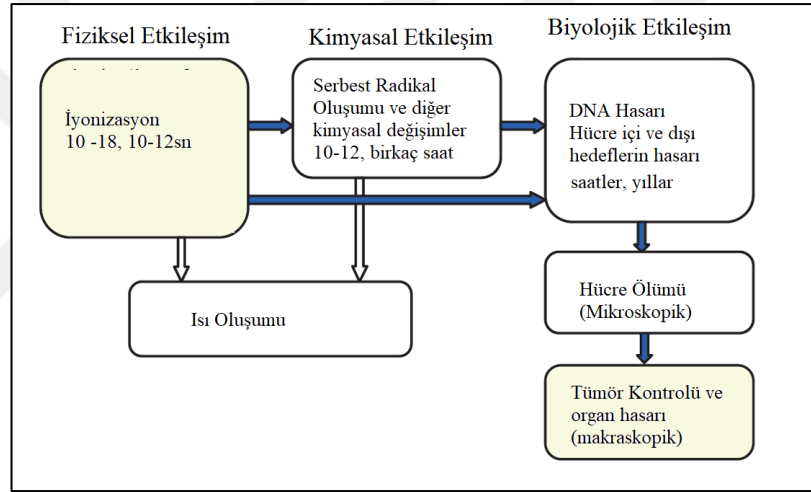 Fiziksel Etkileşim
Kimyasal Etkileşim
Biyolojik Etkileşim
İyonizasyon
10 -18, 10-12sn
Serbest Radikal
Oluşumu ve diğer
kimyasal değişimler
10-12, birkaç saat
DNA Hasarı
Hücre içi ve dışı
hedeflerin hasarı
saatler, yıllar
Isı Oluşumu
Hücre Ölümü
(Mikroskopik)
Tümör Kontrolü ve
organ hasarı
(makraskopik)